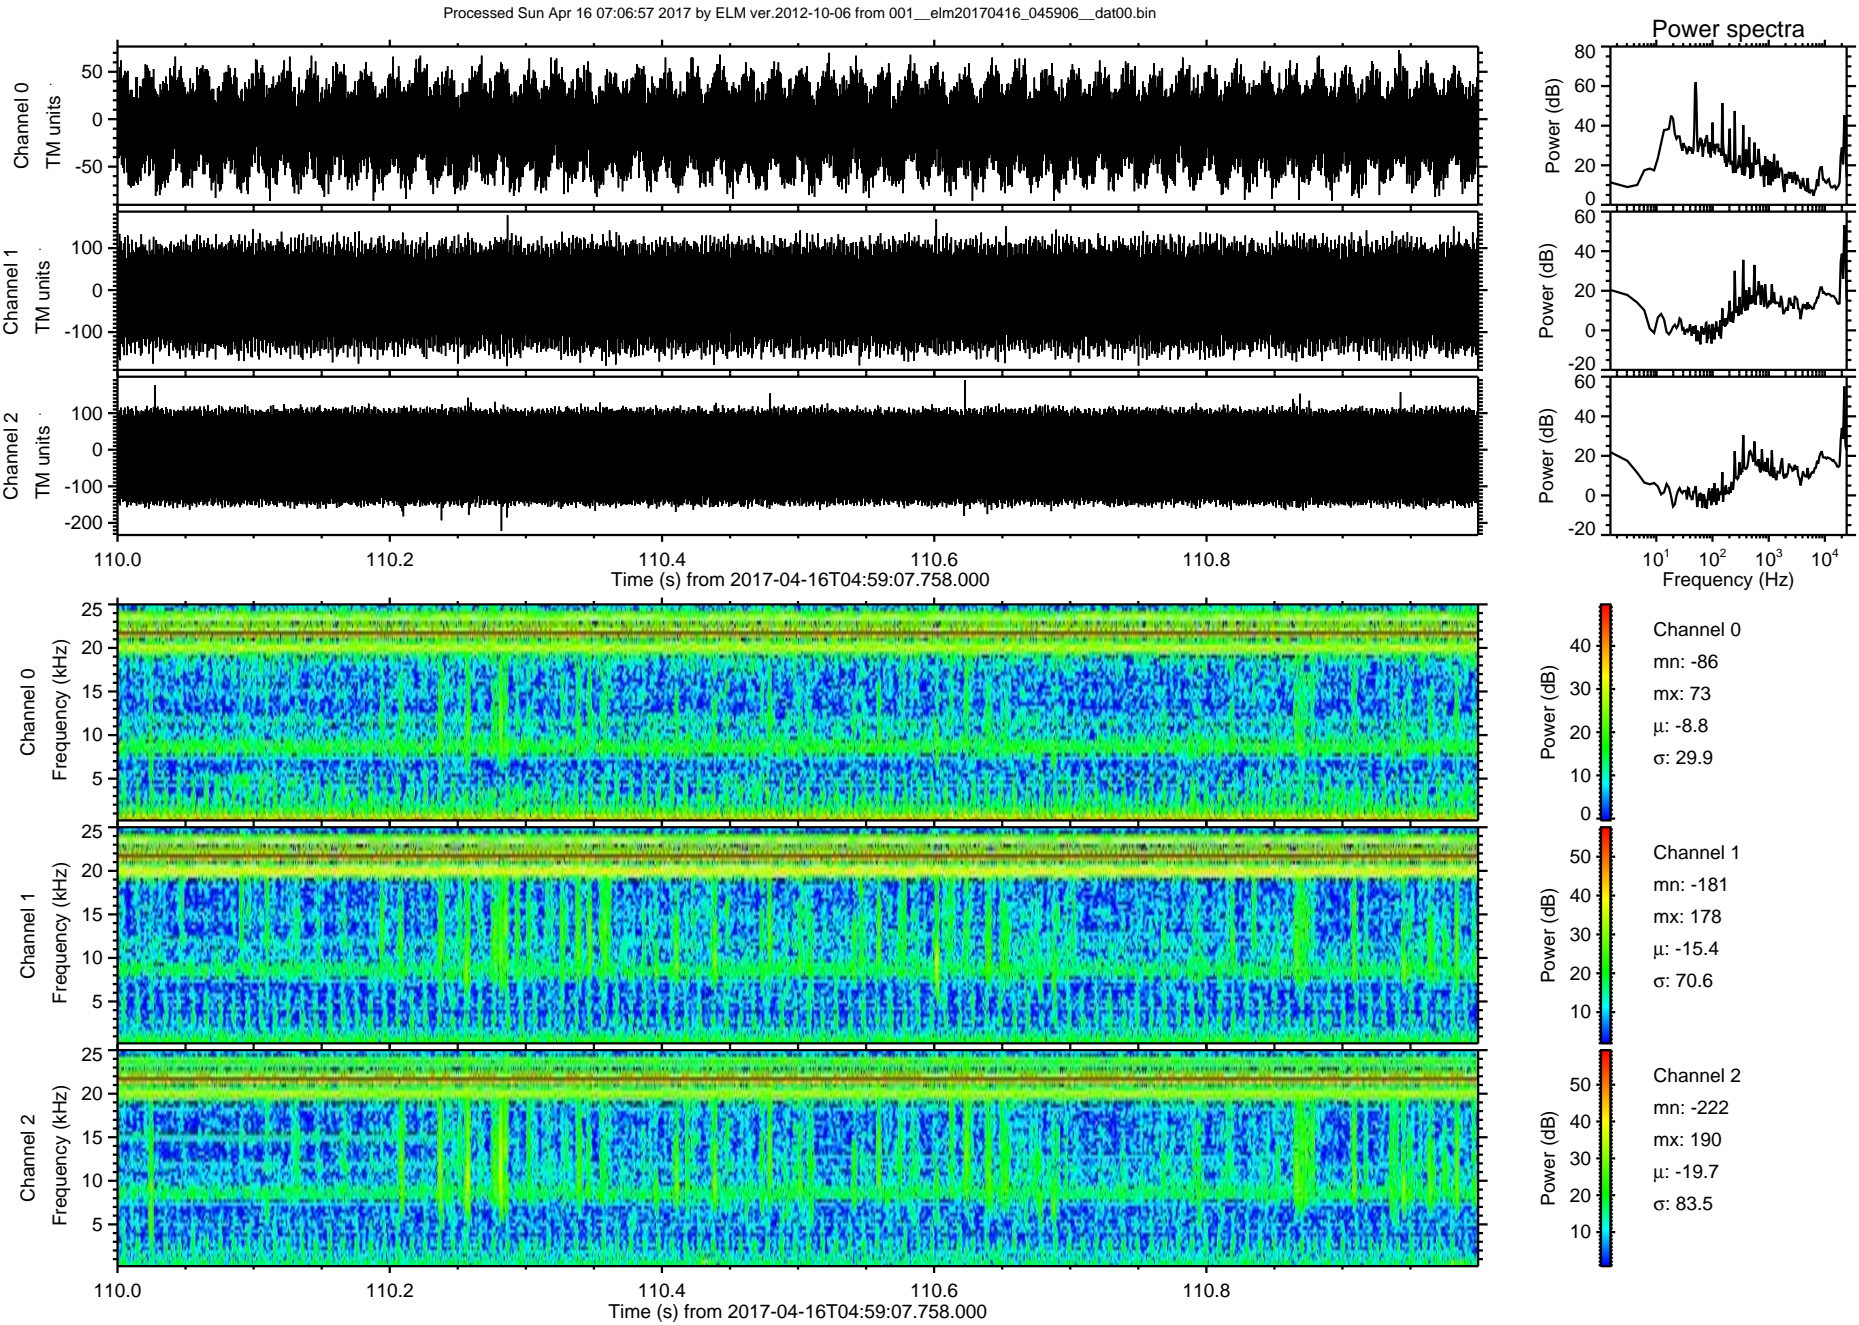 Processed Sun Apr 16 07:06:57 2017 by ELM ver.2012-10-06 from 001__elm20170416_045906__dat00.bin
Power spectra
Channel 0
TM units
50
0
-50
Power (dB)
80
60
40
20
0
Channel 1
TM units
100
0
-100
Power (dB)
60
40
20
0
-20
Channel 2
TM units
100
0
-100
-200
Power (dB)
60
40
20
0
-20
110.0 110.2 110.4 110.6 110.8
Time (s) from 2017-04-16T04:59:07.758.000
10¹ 10² 10³ 10⁴
Frequency (Hz)
Channel 0
Frequency (kHz)
25
20
15
10
5
Power (dB)
40
30
20
10
0
Channel 0
mn: -86
mx: 73
µ: -8.8
σ: 29.9
Channel 1
Frequency (kHz)
25
20
15
10
5
Power (dB)
50
40
30
20
10
Channel 1
mn: -181
mx: 178
µ: -15.4
σ: 70.6
Channel 2
Frequency (kHz)
25
20
15
10
5
Power (dB)
50
40
30
20
10
Channel 2
mn: -222
mx: 190
µ: -19.7
σ: 83.5
110.0 110.2 110.4 110.6 110.8
Time (s) from 2017-04-16T04:59:07.758.000